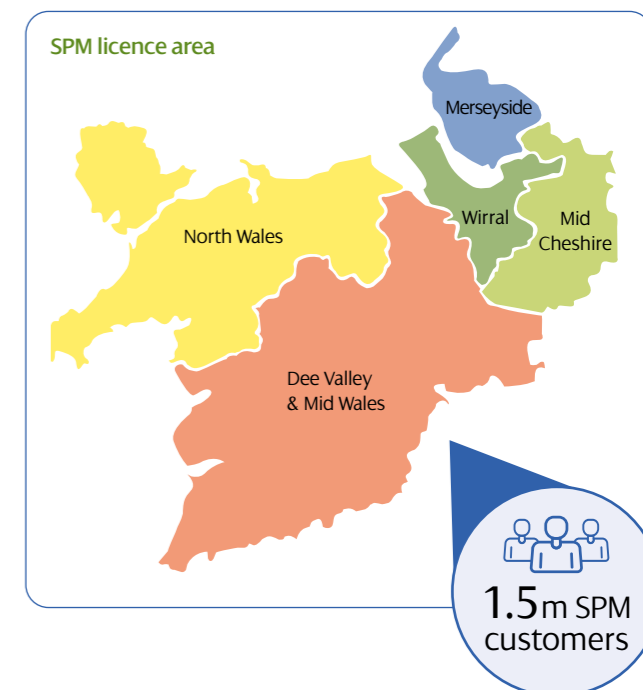 SPM licence area
Merseyside
Wirral
Mid
Cheshire
North Wales
Dee Valley
& Mid Wales
1.5m SPM
customers